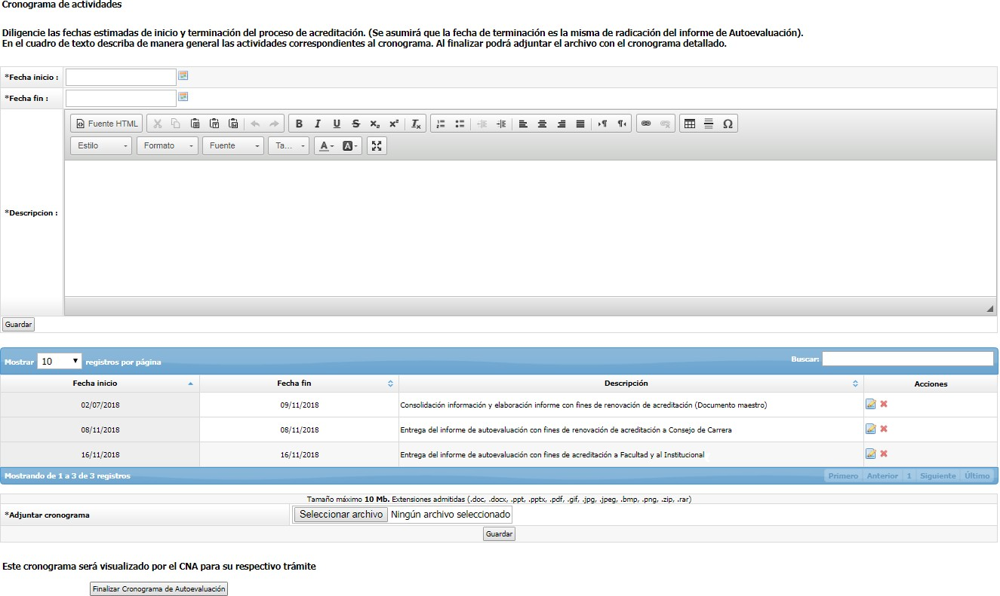 Cronograma de actividades
Diligencie las fechas estimadas de inicio y terminación del proceso de acreditación. (Se asumirá que la fecha de terminación es la misma de radicación del informe de Autoevaluación).
En el cuadro de texto describa de manera general las actividades correspondientes al cronograma. Al finalizar podrá adjuntar el archivo con el cronograma detallado.
*Fecha inicio :
*Fecha fin :
Fuente HTML
Estilo Formato Fuente Ta...
*Descripcion :
Guardar
Mostrar 10 registros por página Buscar:
Fecha inicio Fecha fin Descripción Acciones
02/07/2018 09/11/2018 Consolidación información y elaboración informe con fines de renovación de acreditación (Documento maestro)
08/11/2018 08/11/2018 Entrega del informe de autoevaluación con fines de renovación de acreditación a Consejo de Carrera
16/11/2018 16/11/2018 Entrega del informe de autoevaluación con fines de acreditación a Facultad y al Institucional
Mostrando de 1 a 3 de 3 registros Primero Anterior 1 Siguiente Último
Tamaño máximo 10 Mb. Extensiones admitidas (.doc, .docx, .ppt, .pptx, .pdf, .gif, .jpg, .jpeg, .bmp, .png, .zip, .rar)
*Adjuntar cronograma Seleccionar archivo Ningún archivo seleccionado
Guardar
Este cronograma será visualizado por el CNA para su respectivo trámite
Finalizar Cronograma de Autoevaluación